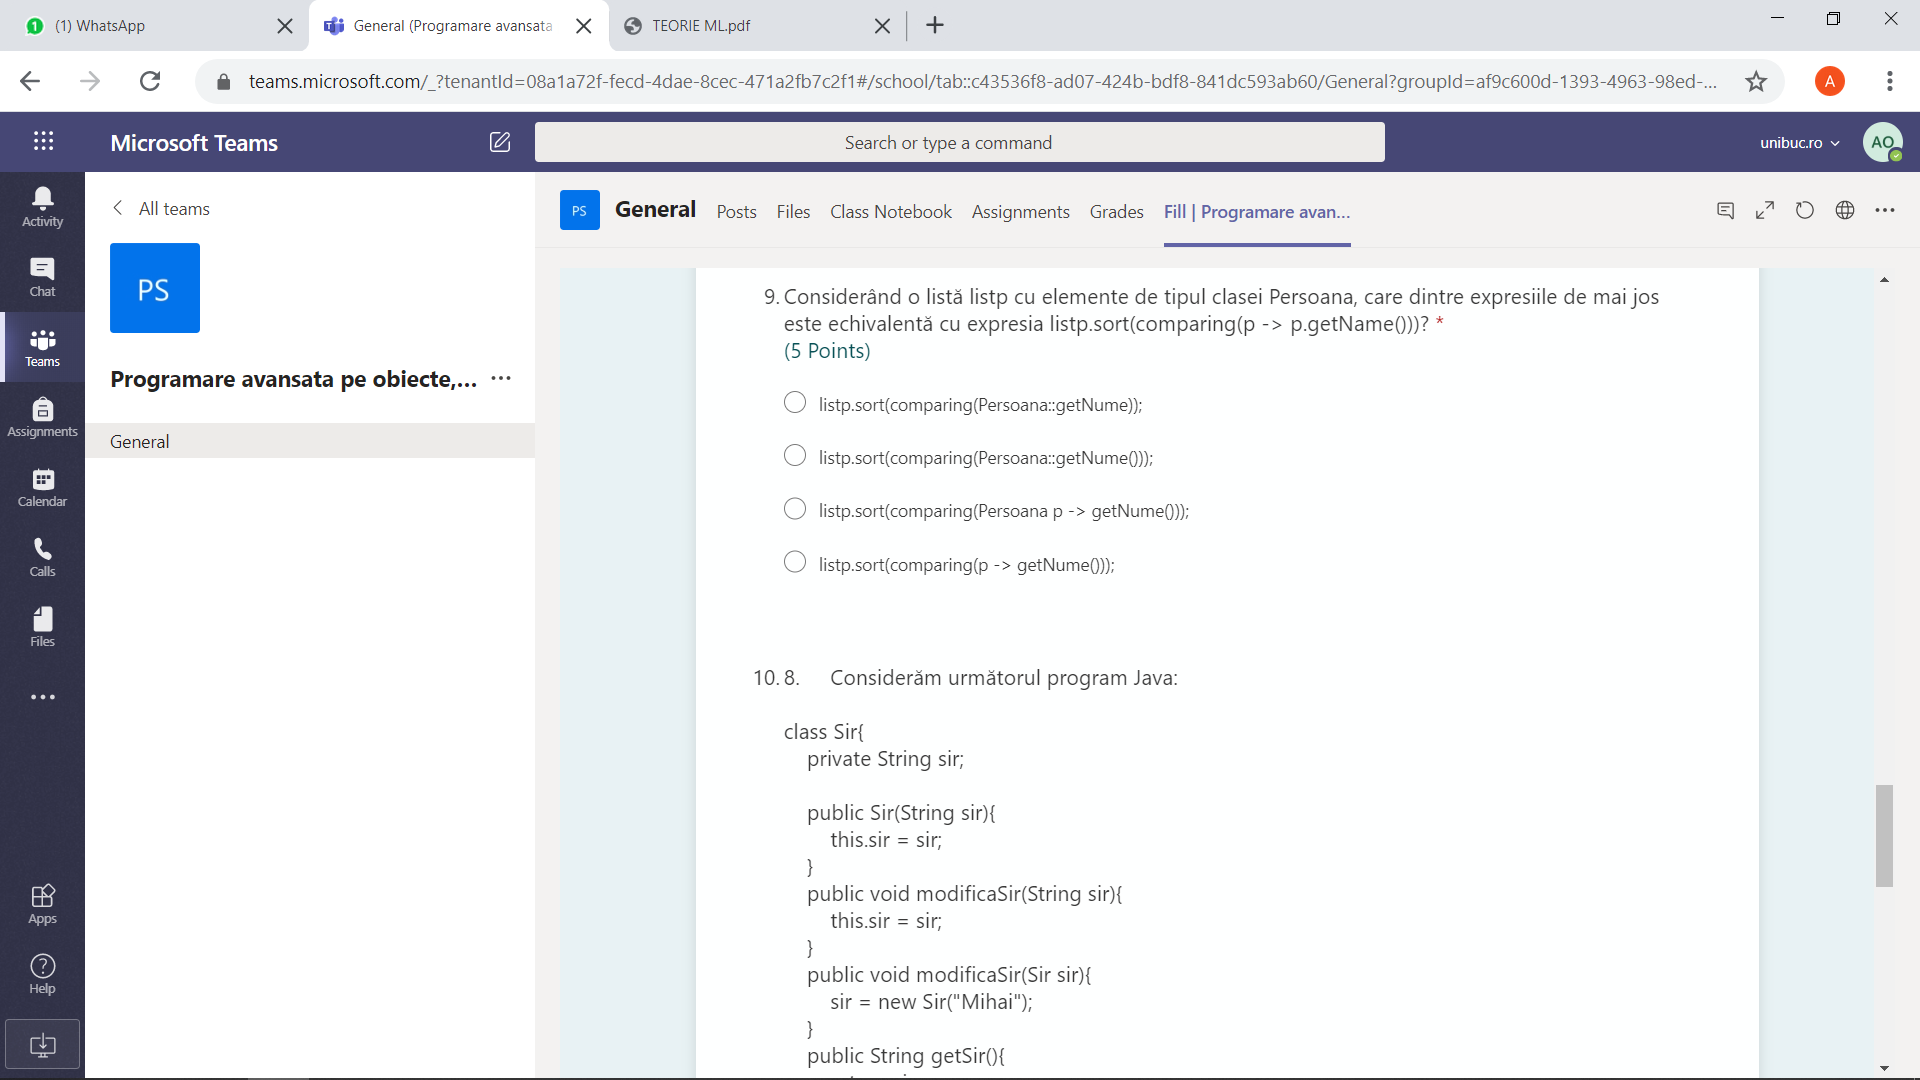 (1) WhatsApp
General (Programare avansata
TEORIE ML.pdf
teams.microsoft.com/_?tenantId=08a1a72f-fecd-4dae-8cec-471a2fb7c2f1#/school/tab::c43536f8-ad07-424b-bdf8-841dc593ab60/General?groupId=af9c600d-1393-4963-98ed-...
A
Microsoft Teams
Search or type a command
unibuc.ro
AO
Activity
Chat
Teams
Assignments
Calendar
Calls
Files
Apps
Help
All teams
PS
Programare avansata pe obiecte,...
General
PS
General
Posts
Files
Class Notebook
Assignments
Grades
Fill | Programare avan...
9. Considerând o listă listp cu elemente de tipul clasei Persoana, care dintre expresiile de mai jos
este echivalentă cu expresia listp.sort(comparing(p -> p.getName()))? *
(5 Points)
listp.sort(comparing(Persoana::getNume));
listp.sort(comparing(Persoana::getNume()));
listp.sort(comparing(Persoana p -> getNume()));
listp.sort(comparing(p -> getNume()));
10. 8. Considerăm următorul program Java:
class Sir{
private String sir;
public Sir(String sir){
this.sir = sir;
}
public void modificaSir(String sir){
this.sir = sir;
}
public void modificaSir(Sir sir){
sir = new Sir("Mihai");
}
public String getSir(){